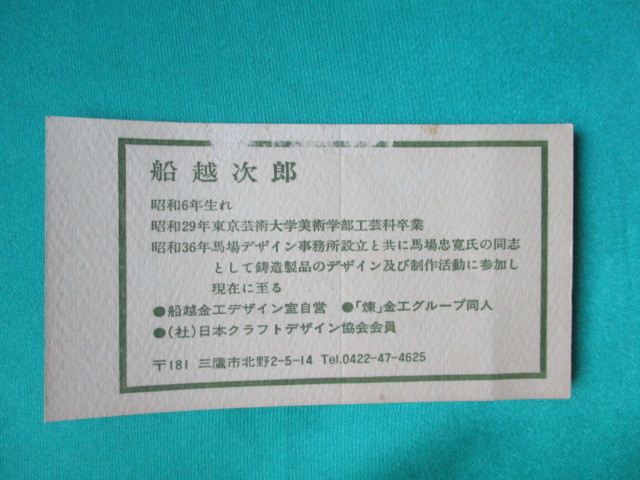 船越次郎
昭和6年生れ
昭和29年東京芸術大学美術学部工芸科卒業
昭和36年馬場デザイン事務所設立と共に馬場忠寛氏の同志
として鋳造製品のデザイン及び制作活動に参加し
現在に至る
●船越金工デザイン室自営 ●「煉」金工グループ同人
●(社)日本クラフトデザイン協会会員
〒181 三鷹市北野2-5-14 Tel.0422-47-4625